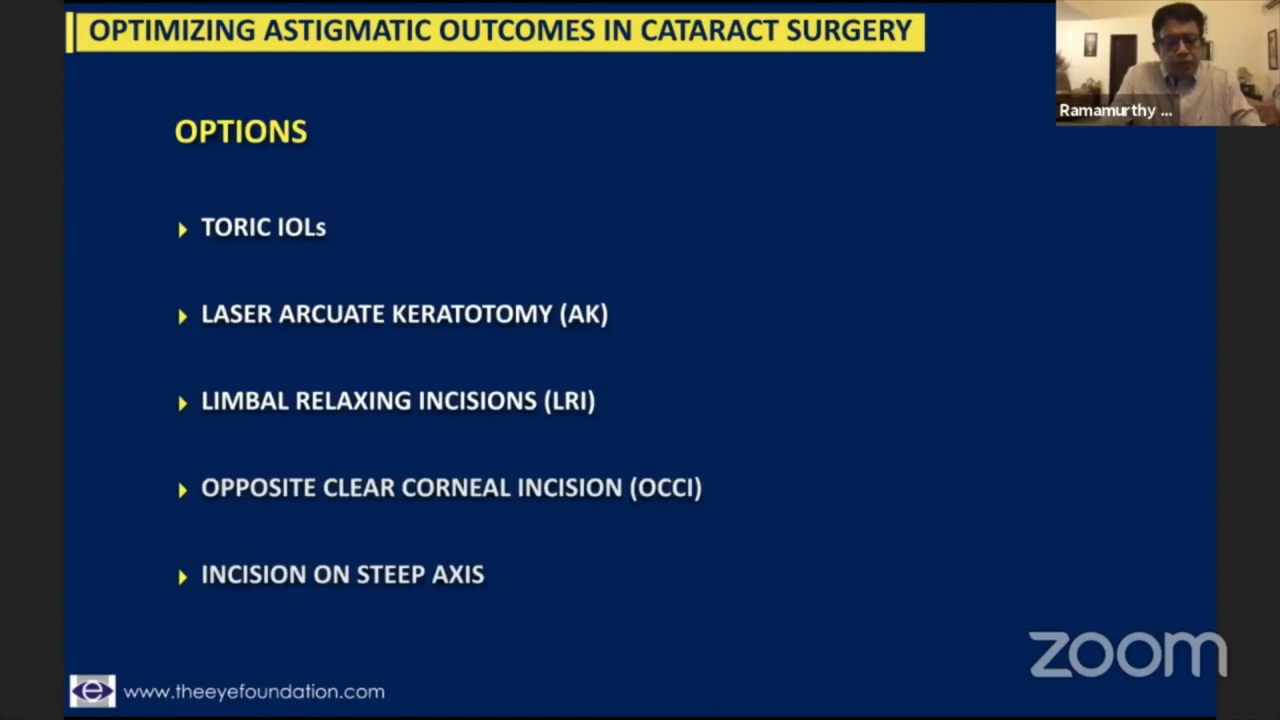 OPTIMIZING ASTIGMATIC OUTCOMES IN CATARACT SURGERY
Ramamurthy ...
OPTIONS
TORIC IOLs
LASER ARCUATE KERATOTOMY (AK)
LIMBAL RELAXING INCISIONS (LRI)
OPPOSITE CLEAR CORNEAL INCISION (OCCI)
INCISION ON STEEP AXIS
zoom
e www.theeyefoundation.com